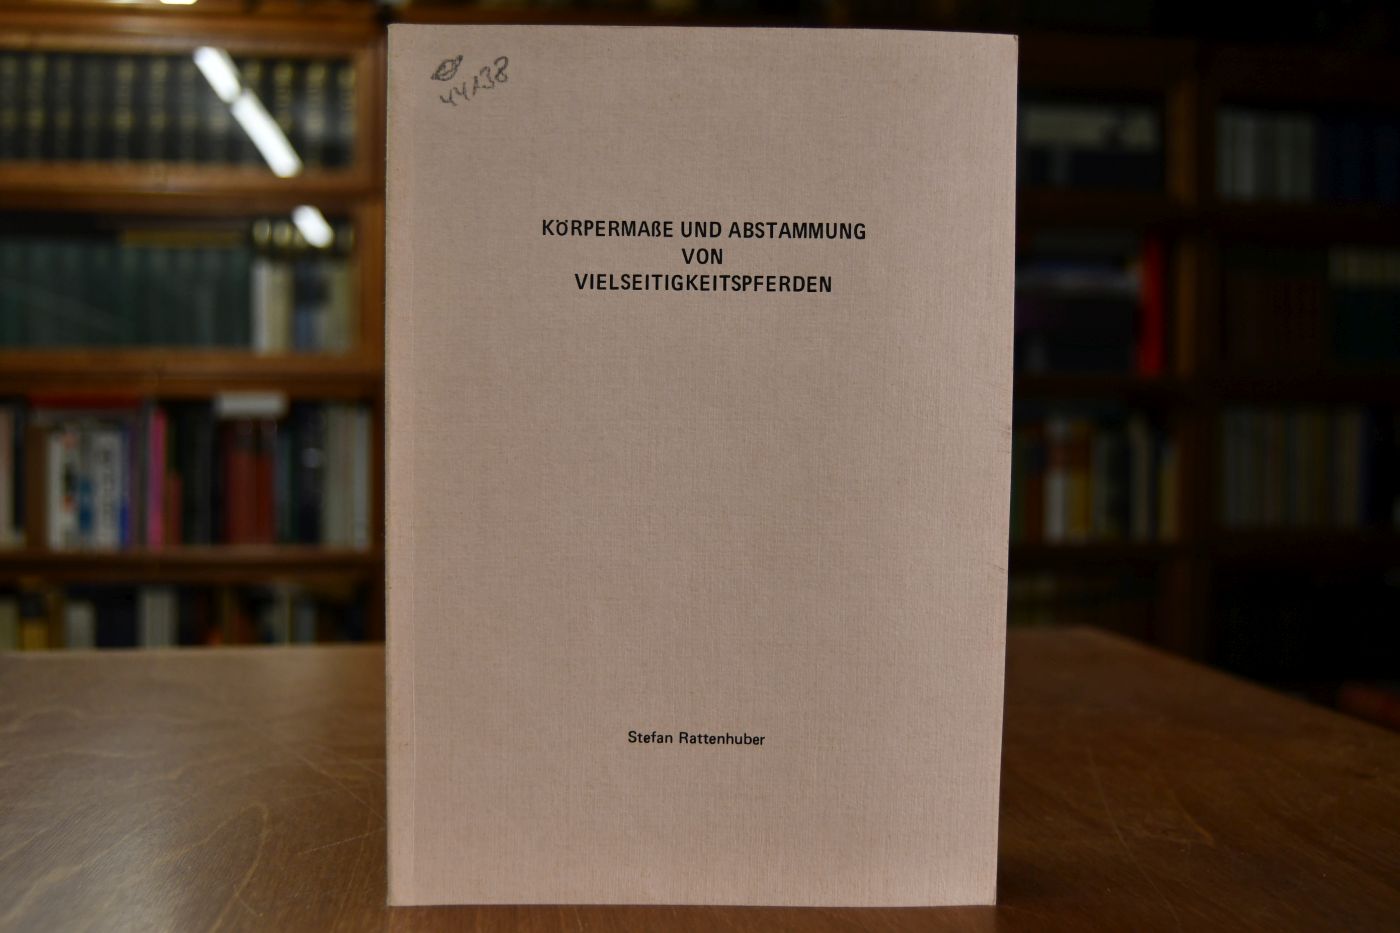 44138
KÖRPERMAßE UND ABSTAMMUNG
VON
VIELSEITIGKEITSPFERDEN
Stefan Rattenhuber